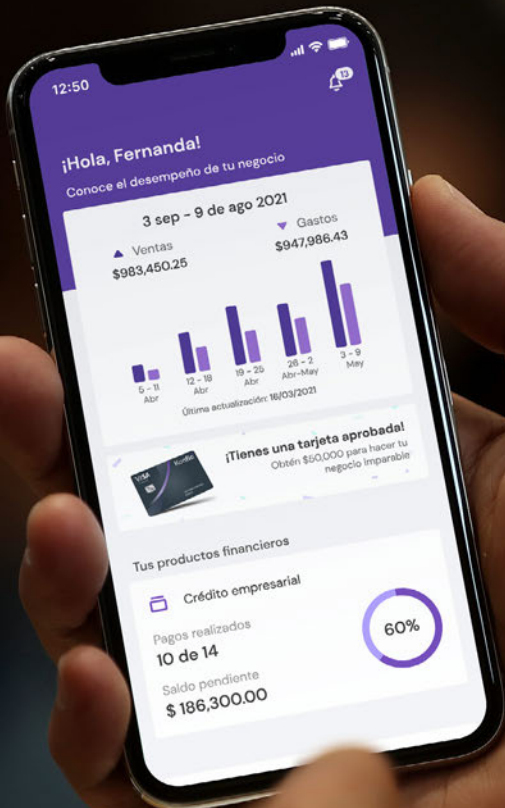 12:50
13
¡Hola, Fernanda!
Conoce el desempeño de tu negocio
3 sep - 9 de ago 2021
Ventas
$983,450.25
Gastos
$947,986.43
5 - 11
Abr
12 - 18
Abr
19 - 25
Abr
26 - 2
Abr-May
3 - 9
May
Última actualización: 16/03/2021
VISA
Konfío
¡Tienes una tarjeta aprobada!
Obtén $50,000 para hacer tu
negocio imparable
Tus productos financieros
Crédito empresarial
Pagos realizados
10 de 14
60%
Saldo pendiente
$ 186,300.00